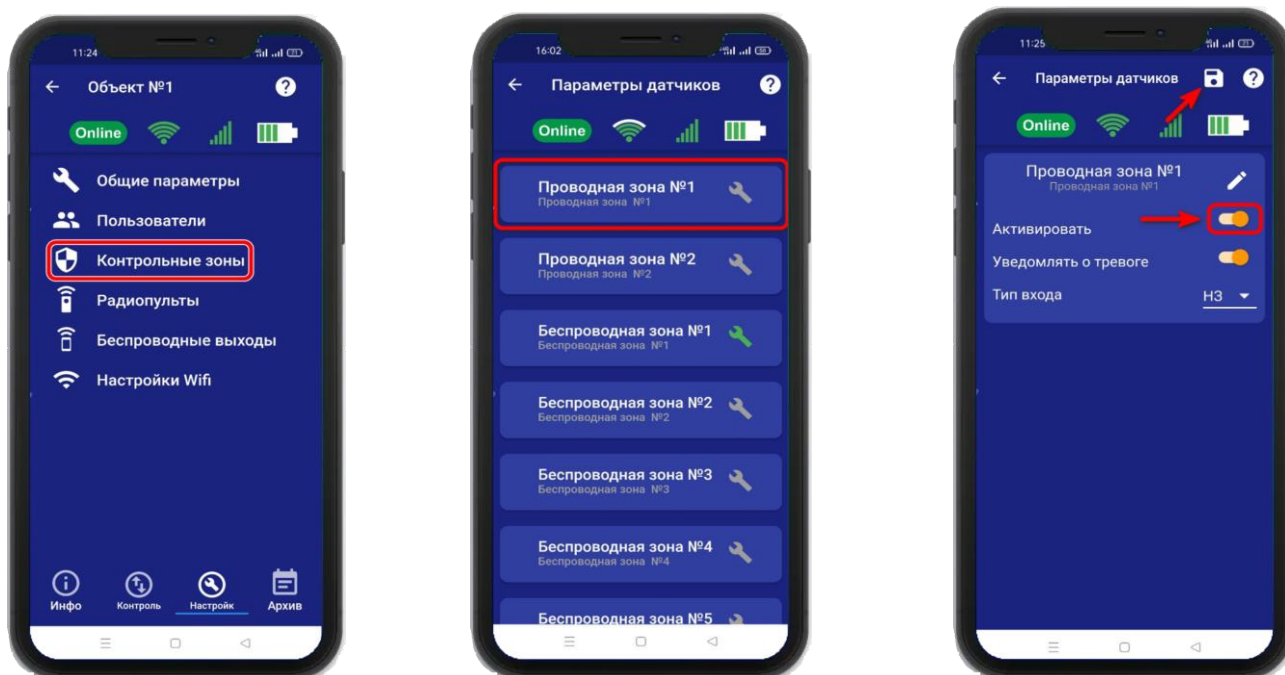 11:24
Объект №1
?
Online
Общие параметры
Пользователи
Контрольные зоны
Радиопульты
Беспроводные выходы
Настройки Wifi
Инфо
Контроль
Настройк
Архив
16:02
Параметры датчиков
?
Online
Проводная зона №1
Проводная зона №1
Проводная зона №2
Проводная зона №2
Беспроводная зона №1
Беспроводная зона №1
Беспроводная зона №2
Беспроводная зона №2
Беспроводная зона №3
Беспроводная зона №3
Беспроводная зона №4
Беспроводная зона №4
Беспроводная зона №5
11:25
Параметры датчиков
?
Online
Проводная зона №1
Проводная зона №1
Активировать
Уведомлять о тревоге
Тип входа
НЗ